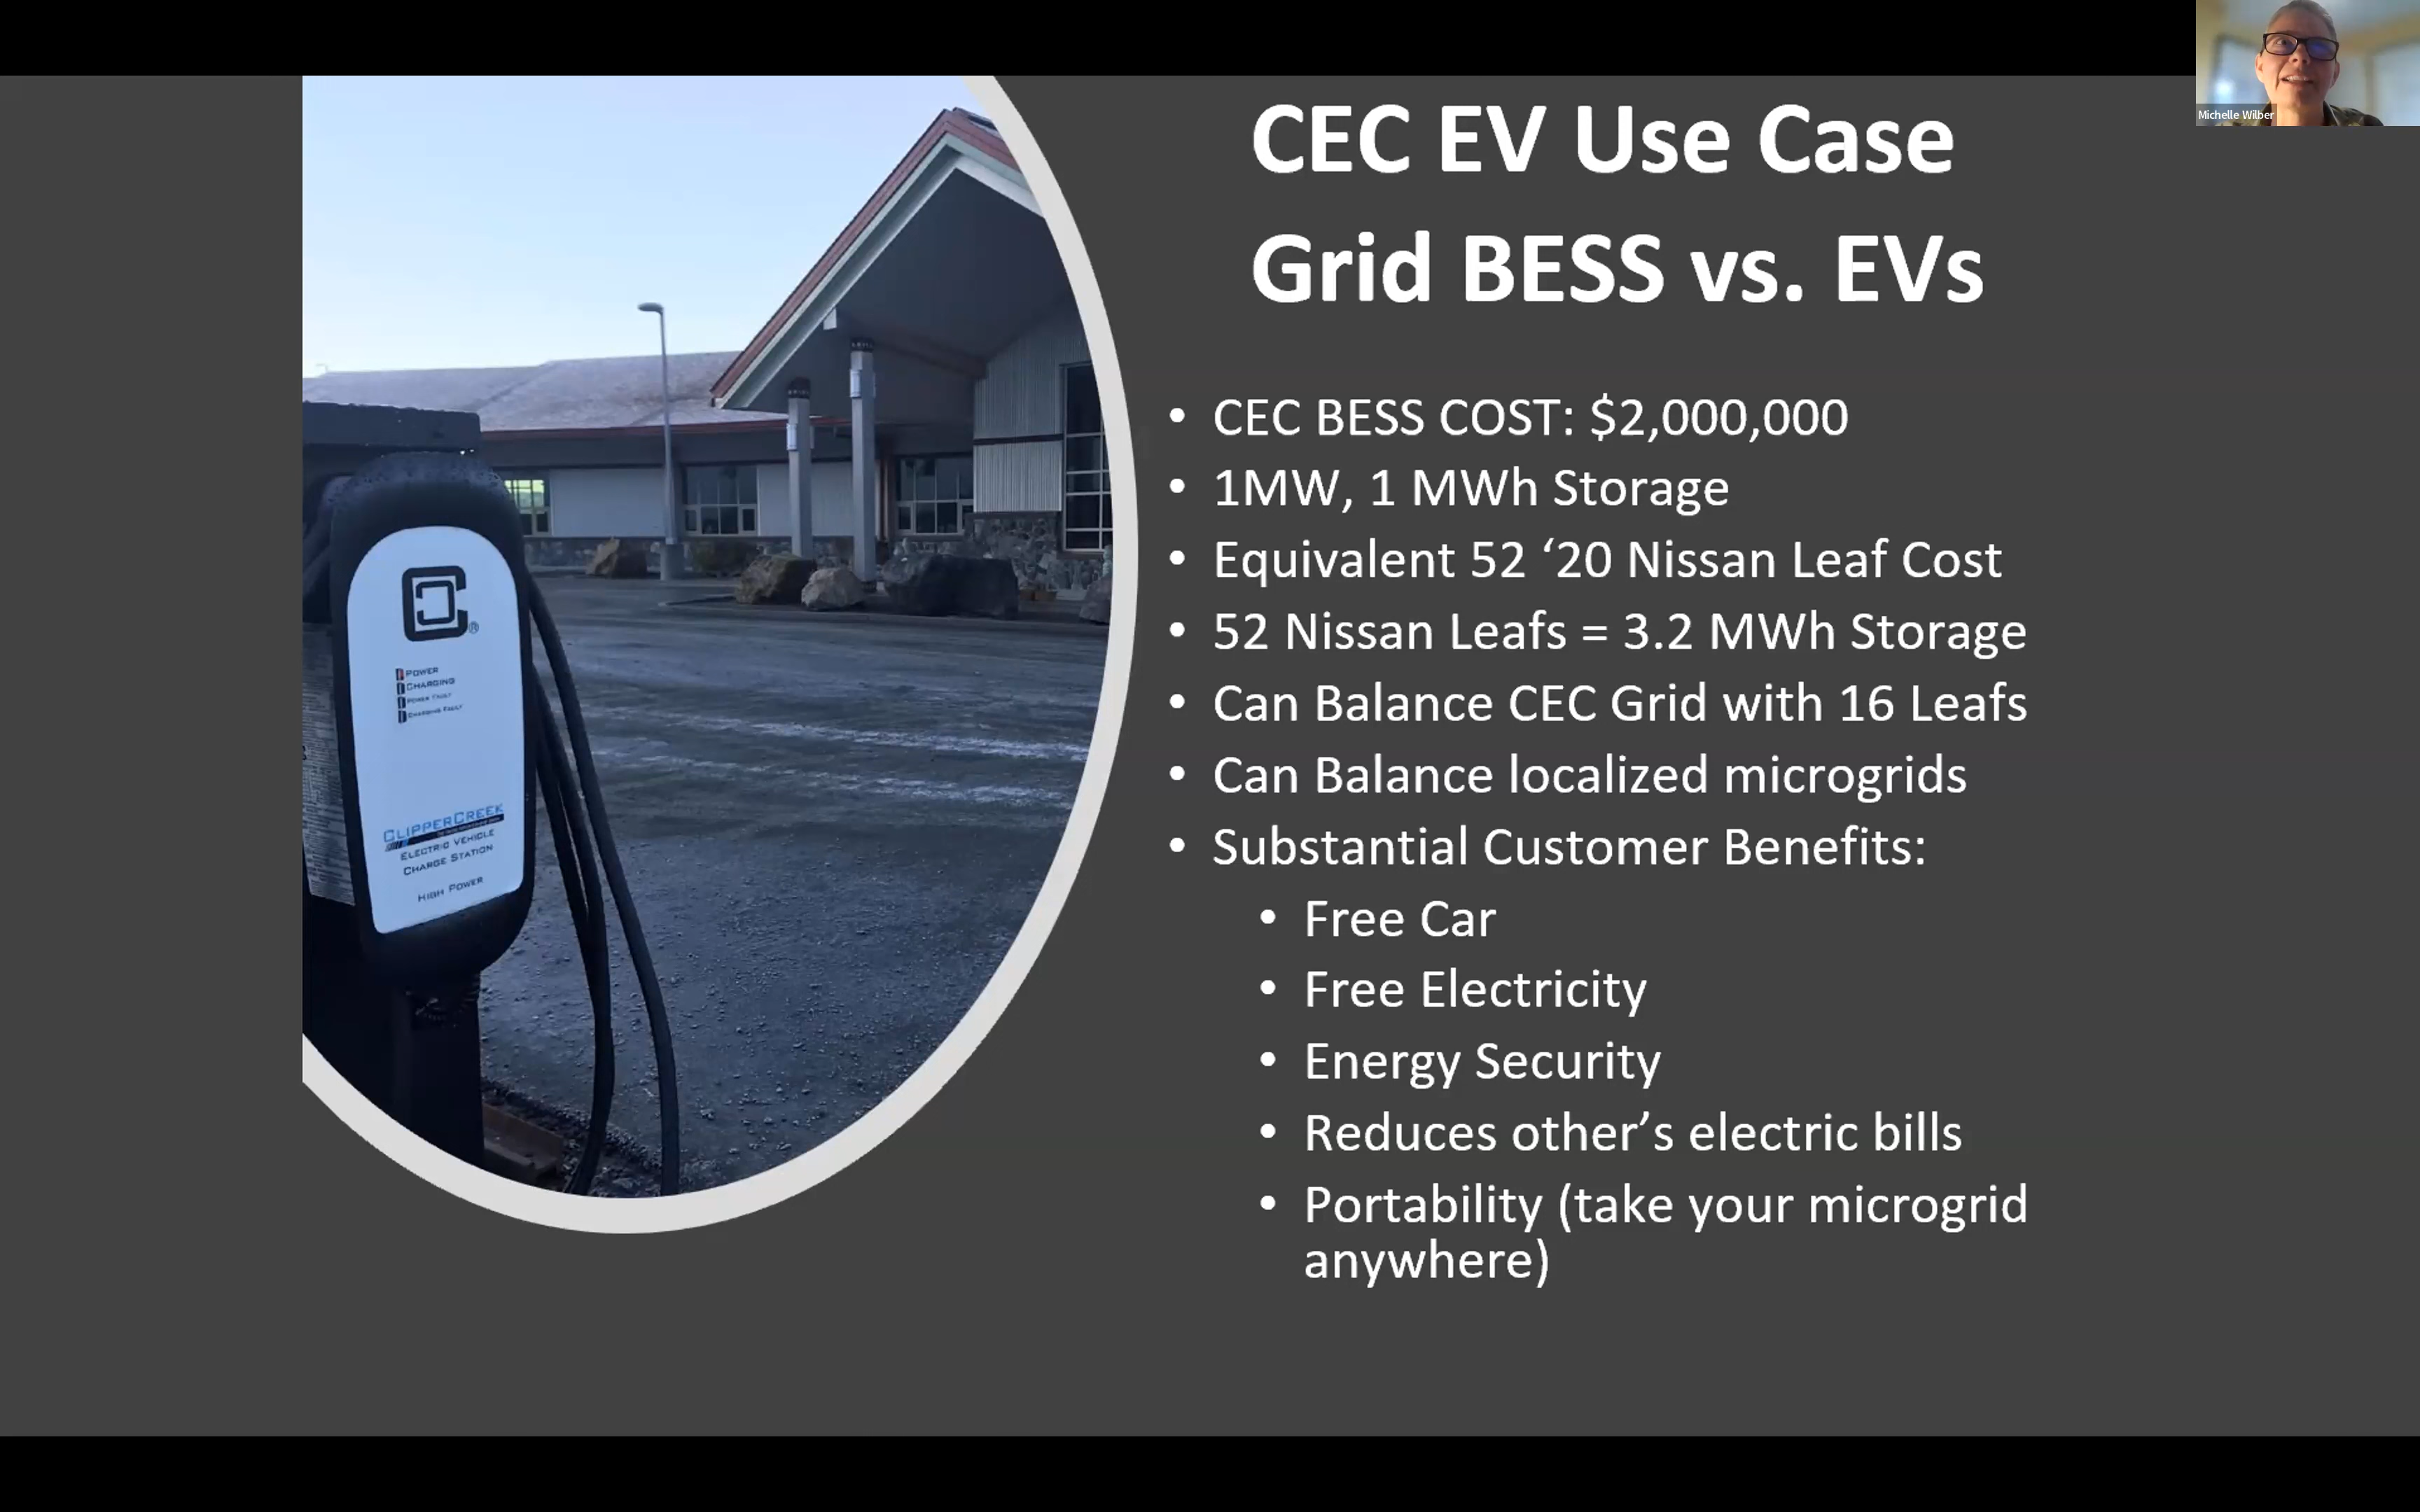 Michelle Wilber
CEC EV Use Case
Grid BESS vs. EVs
• CEC BESS COST: $2,000,000
• 1MW, 1 MWh Storage
• Equivalent 52 ‘20 Nissan Leaf Cost
• 52 Nissan Leafs = 3.2 MWh Storage
• Can Balance CEC Grid with 16 Leafs
• Can Balance localized microgrids
• Substantial Customer Benefits:
• Free Car
• Free Electricity
• Energy Security
• Reduces other’s electric bills
• Portability (take your microgrid
anywhere)
®
POWER
CHARGING
POWER FAULT
CHARGING FAULT
CLIPPERCREEK
ELECTRIC VEHICLE
CHARGE STATION
HIGH POWER